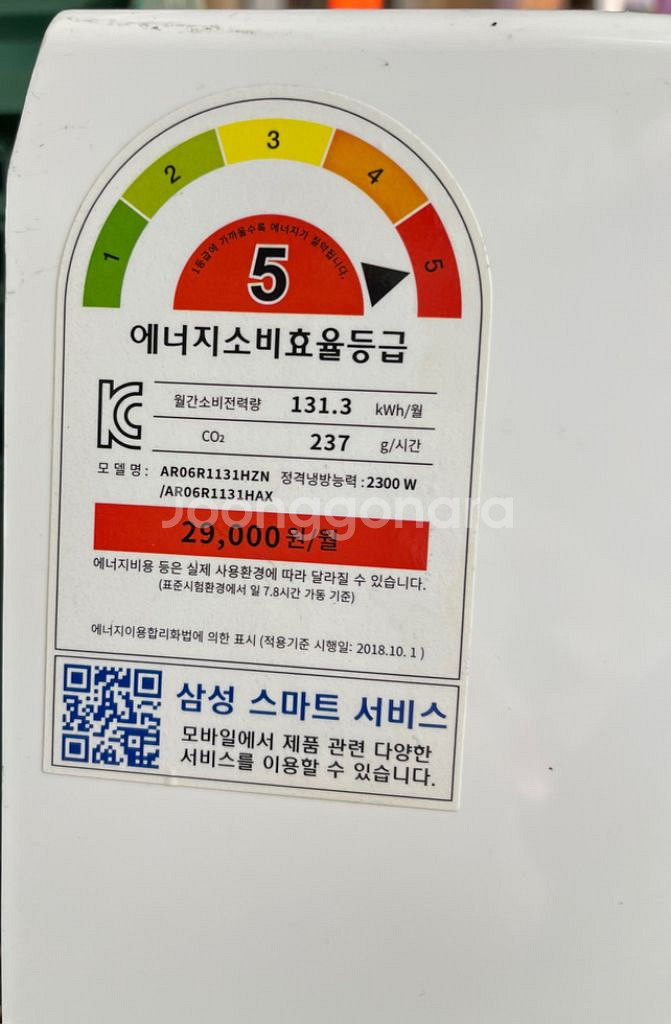 1 2 3 4 5
1등급에 가까울수록 에너지가 절약됩니다.
5
에너지소비효율등급
월간소비전력량 131.3 kWh/월
CO₂ 237 g/시간
모델명: AR06R1131HZN 정격냉방능력:2300 W
/AR06R1131HAX
Joonggonara
29,000원/월
에너지비용 등은 실제 사용환경에 따라 달라질 수 있습니다.
(표준시험환경에서 일 7.8시간 가동 기준)
에너지이용합리화법에 의한 표시 (적용기준 시행일: 2018.10. 1 )
삼성 스마트 서비스
모바일에서 제품 관련 다양한
서비스를 이용할 수 있습니다.